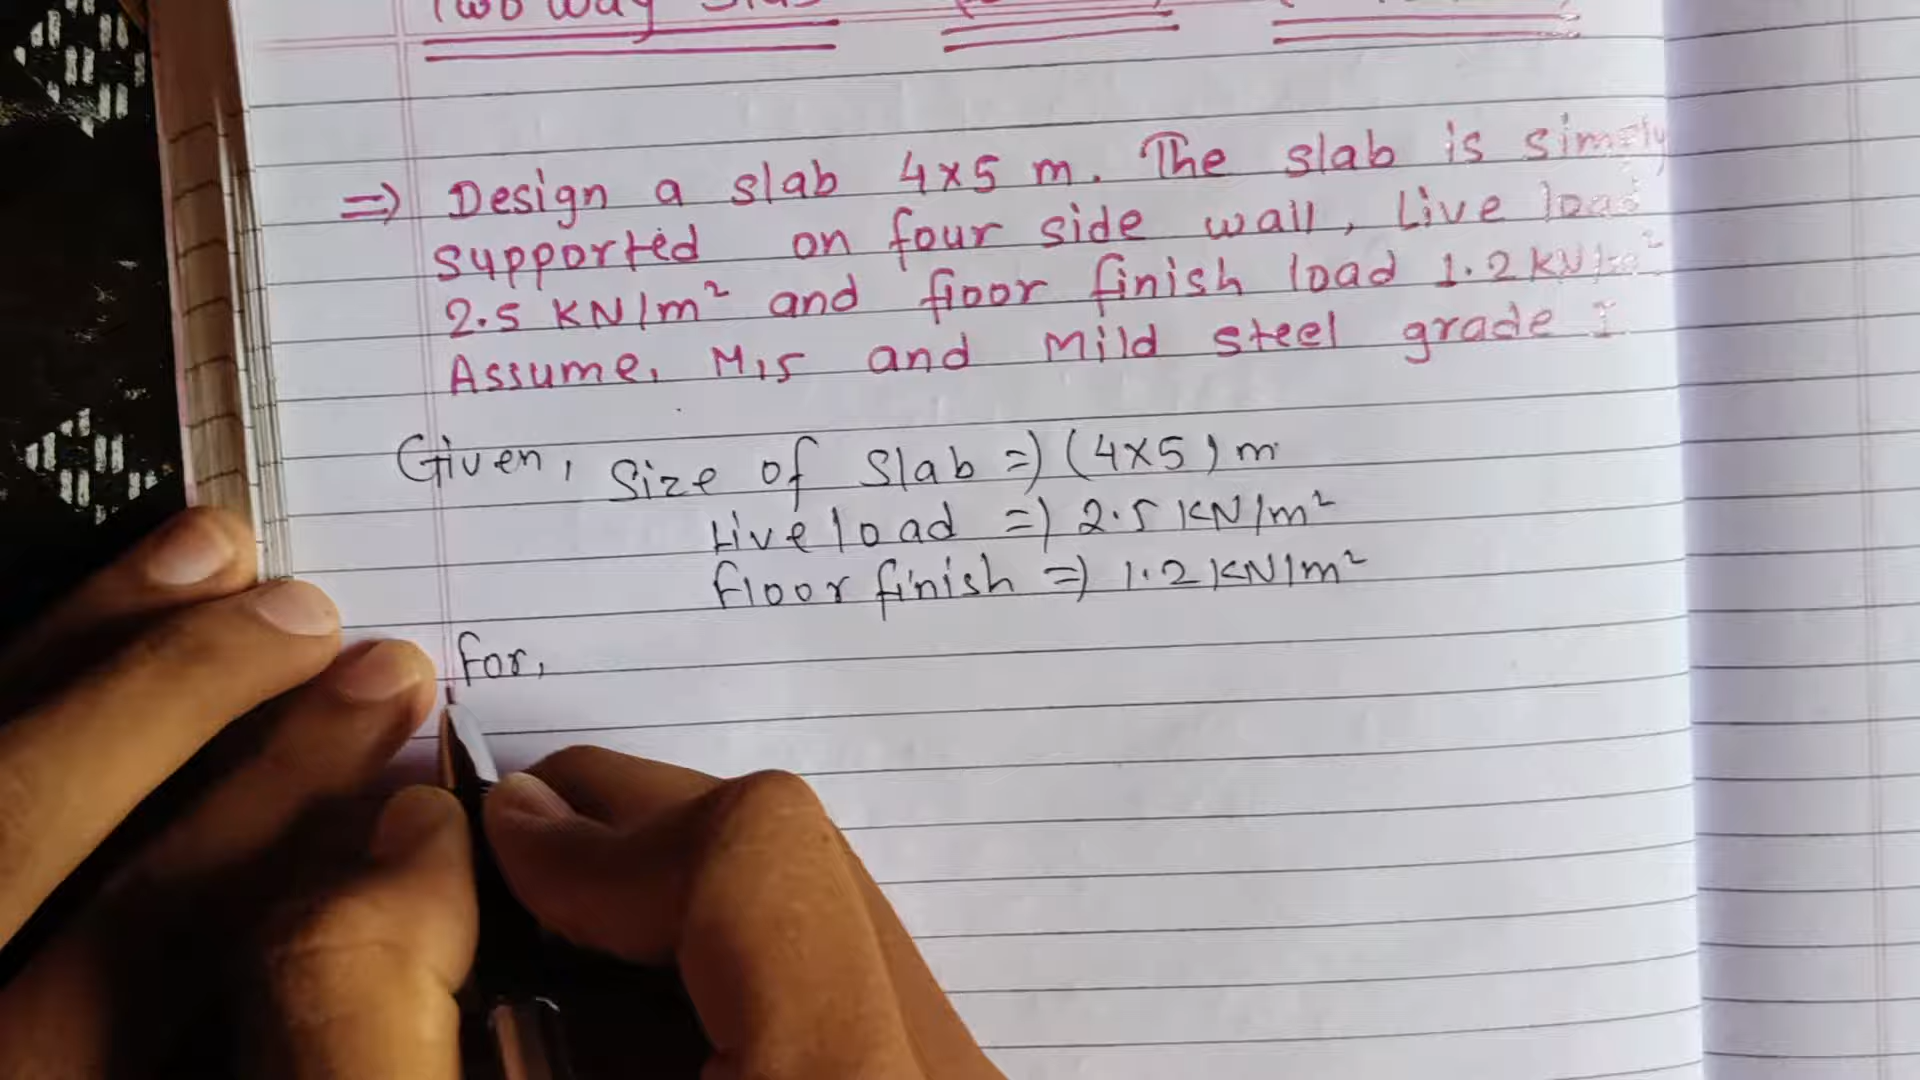 Two way
=> Design a slab 4x5 m. The slab is simply
supported on four side wall, Live load
2.5 KN/m² and floor finish load 1.2 KN/m²
Assume, M15 and Mild steel grade I
Given, Size of Slab => (4x5) m
Live load => 2.5 KN/m²
Floor finish => 1.2 KN/m²
For,